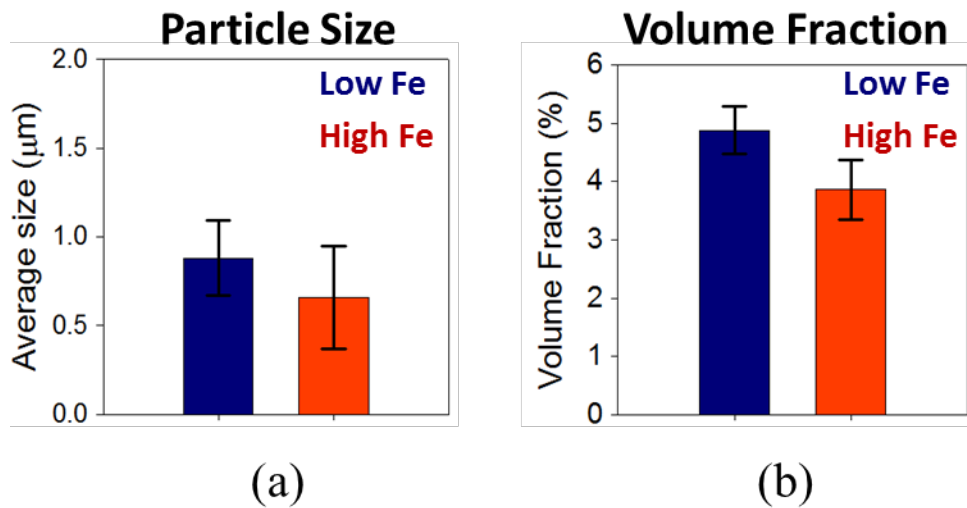 Particle Size
Average size (μm)
2.0
1.5
1.0
0.5
0.0
Low Fe
High Fe
(a)
Volume Fraction
Volume Fraction (%)
6
5
4
3
2
1
0
Low Fe
High Fe
(b)